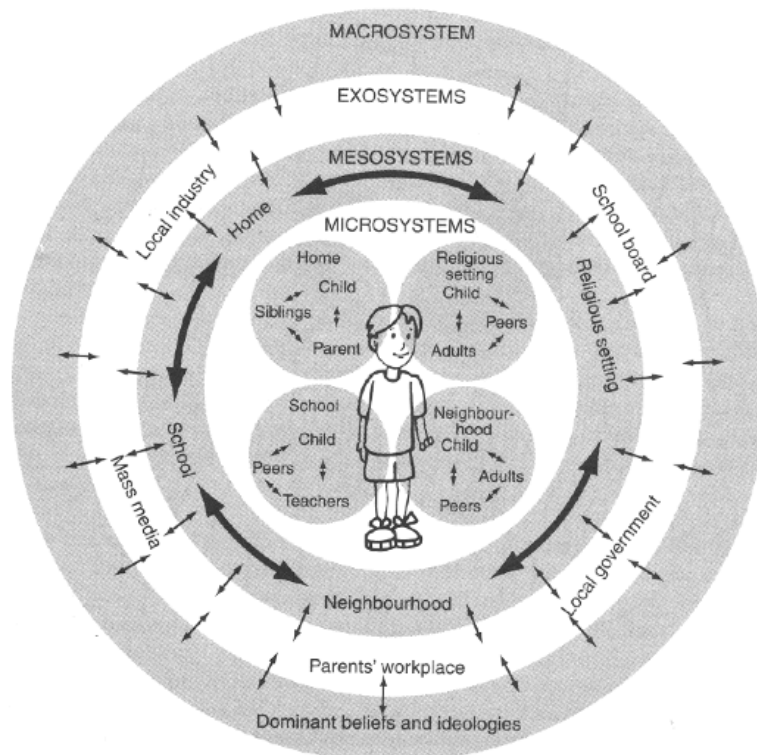 MACROSYSTEM
EXOSYSTEMS
MESOSYSTEMS
MICROSYSTEMS
Local industry
Home
School board
Religious setting
Home
Child
Siblings
Parent
Religious
setting
Child
Peers
Adults
School
Child
Peers
Teachers
Neighbour-
hood
Child
Adults
Peers
School
Mass media
Local government
Neighbourhood
Parents' workplace
Dominant beliefs and ideologies